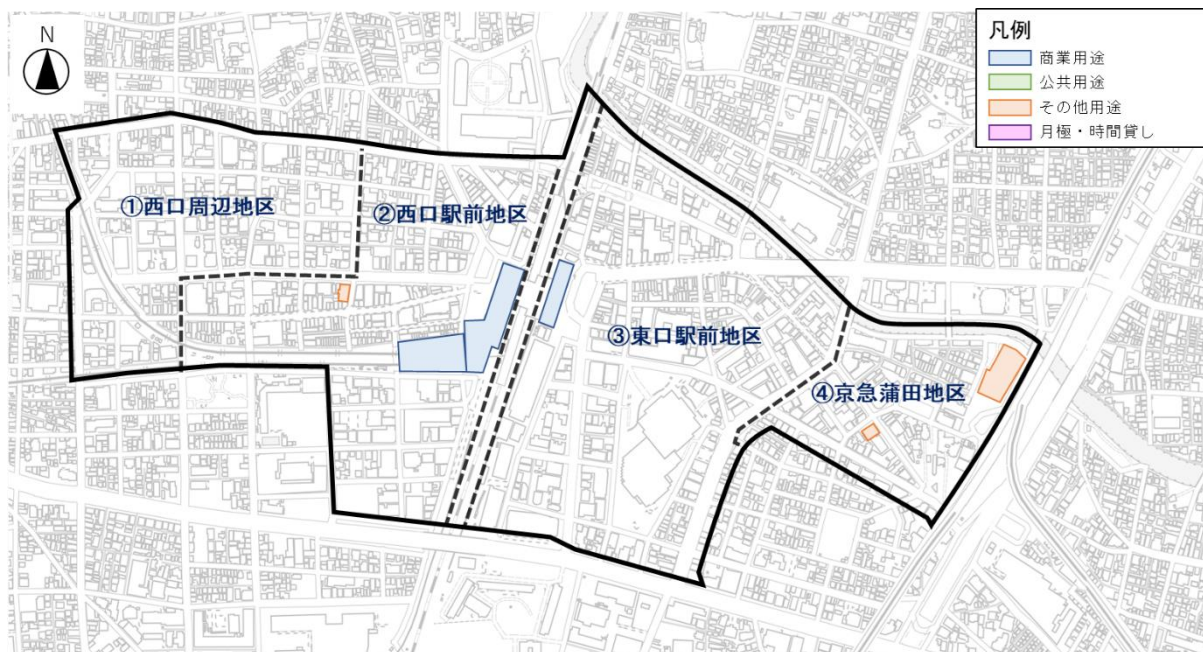 N
凡例
商業用途
公共用途
その他用途
月極・時間貸し
①西口周辺地区
②西口駅前地区
③東口駅前地区
④京急蒲田地区